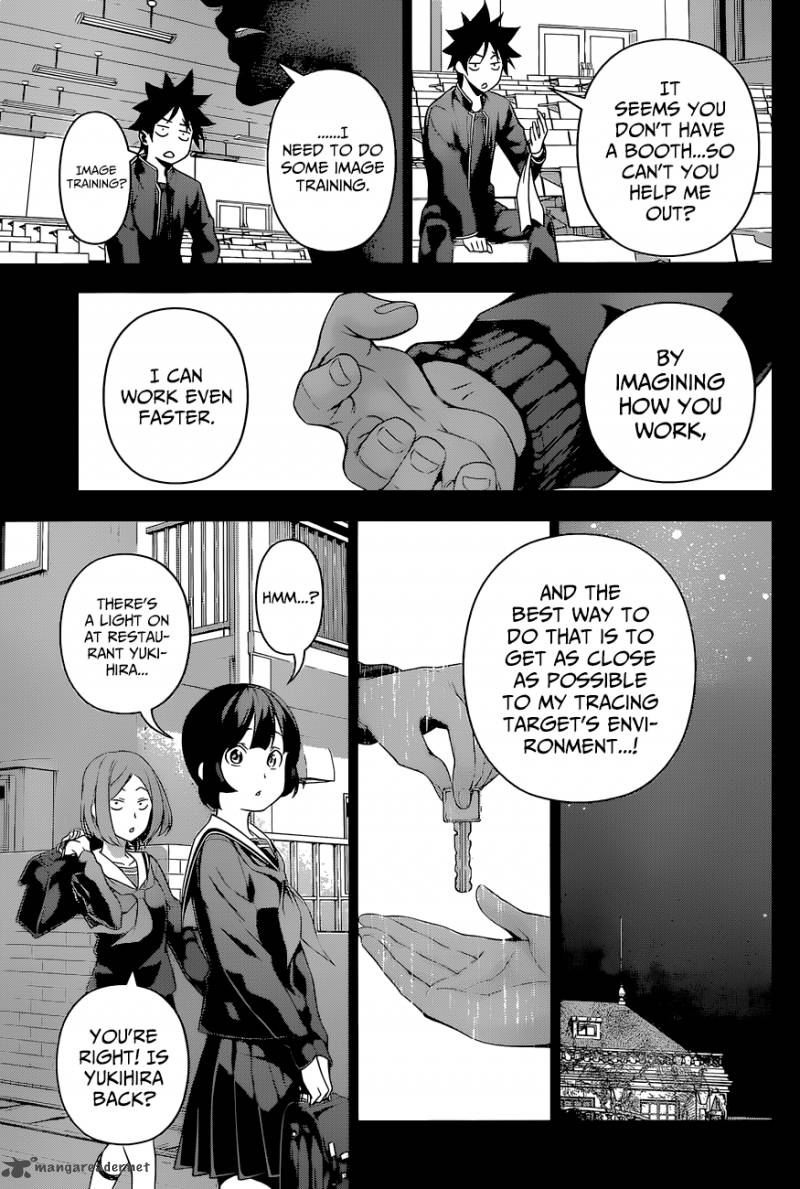 IT
SEEMS YOU
DON'T HAVE
A BOOTH...SO
CAN'T YOU
HELP ME
OUT?
......I
NEED TO DO
SOME IMAGE
TRAINING.
IMAGE
TRAINING?
BY
IMAGINING
HOW YOU
WORK,
I CAN
WORK EVEN
FASTER.
AND THE
BEST WAY TO
DO THAT IS TO
GET AS CLOSE
AS POSSIBLE
TO MY TRACING
TARGET'S ENVI-
RONMENT...!
HMM...?
THERE'S
A LIGHT ON
AT RESTAU-
RANT YUKI-
HIRA...
YOU'RE
RIGHT! IS
YUKIHIRA
BACK?
mangareader.net